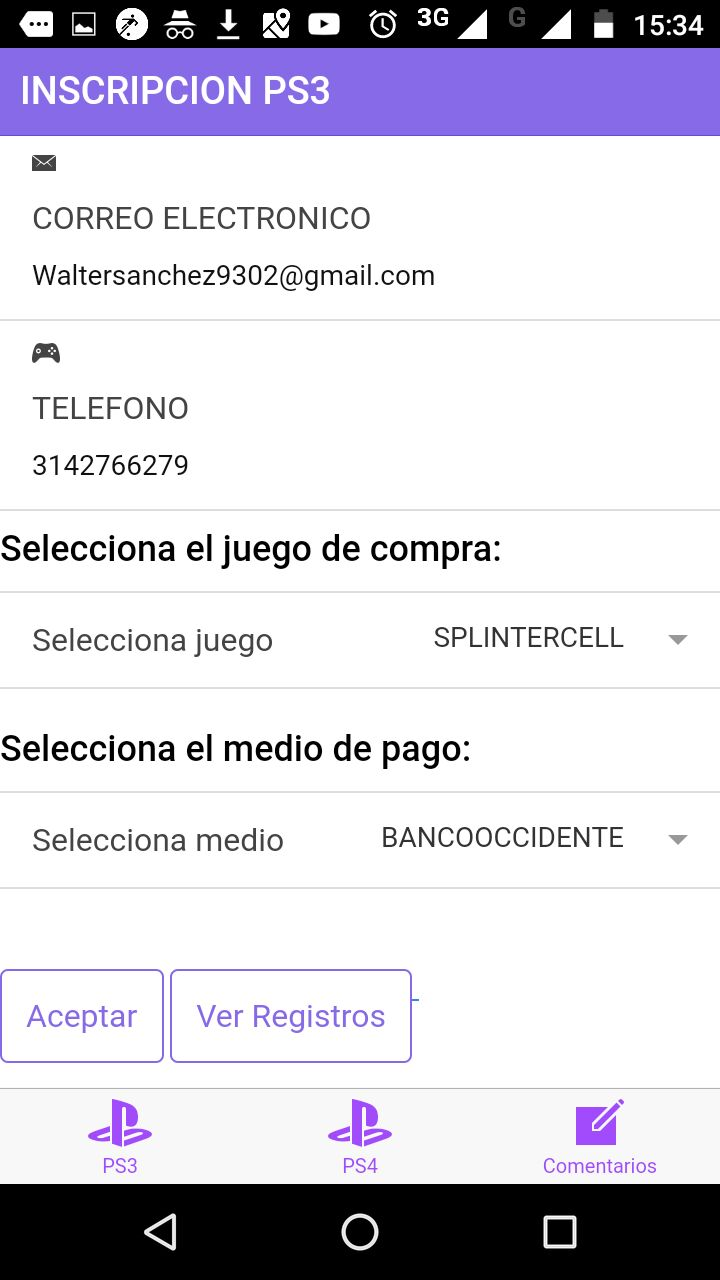 3G G 15:34
INSCRIPCION PS3
CORREO ELECTRONICO
Waltersanchez9302@gmail.com
TELEFONO
3142766279
Selecciona el juego de compra:
Selecciona juego SPLINTERCELL
Selecciona el medio de pago:
Selecciona medio BANCOOCCIDENTE
Aceptar Ver Registros
PS3 PS4 Comentarios